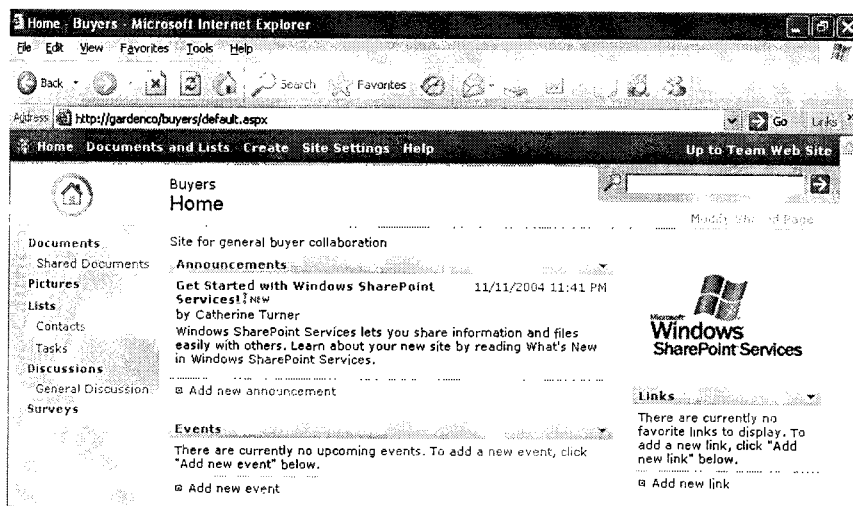 Home - Buyers - Microsoft Internet Explorer
File Edit View Favorites Tools Help
Back Search Favorites
Address http://gardenco/buyers/default.aspx Go Links
Home Documents and Lists Create Site Settings Help Up to Team Web Site
Buyers
Home
Modify Shared Page
Documents
Shared Documents
Pictures
Lists
Contacts
Tasks
Discussions
General Discussion
Surveys
Site for general buyer collaboration
Announcements
Get Started with Windows SharePoint 11/11/2004 11:41 PM
Services! NEW
by Catherine Turner
Windows SharePoint Services lets you share information and files
easily with others. Learn about your new site by reading What's New
in Windows SharePoint Services.
Add new announcement
Events
There are currently no upcoming events. To add a new event, click
"Add new event" below.
Add new event
Microsoft
Windows
SharePoint Services
Links
There are currently no
favorite links to display. To
add a new link, click "Add
new link" below.
Add new link